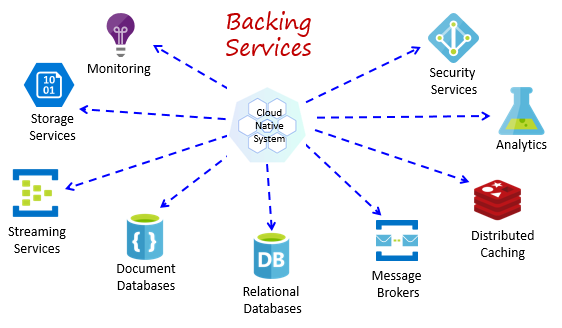 Backing
Services
Monitoring
Security
Services
10
01
Storage
Services
Cloud
Native
System
Analytics
Streaming
Services
{ }
Document
Databases
DB
Relational
Databases
Message
Brokers
Distributed
Caching